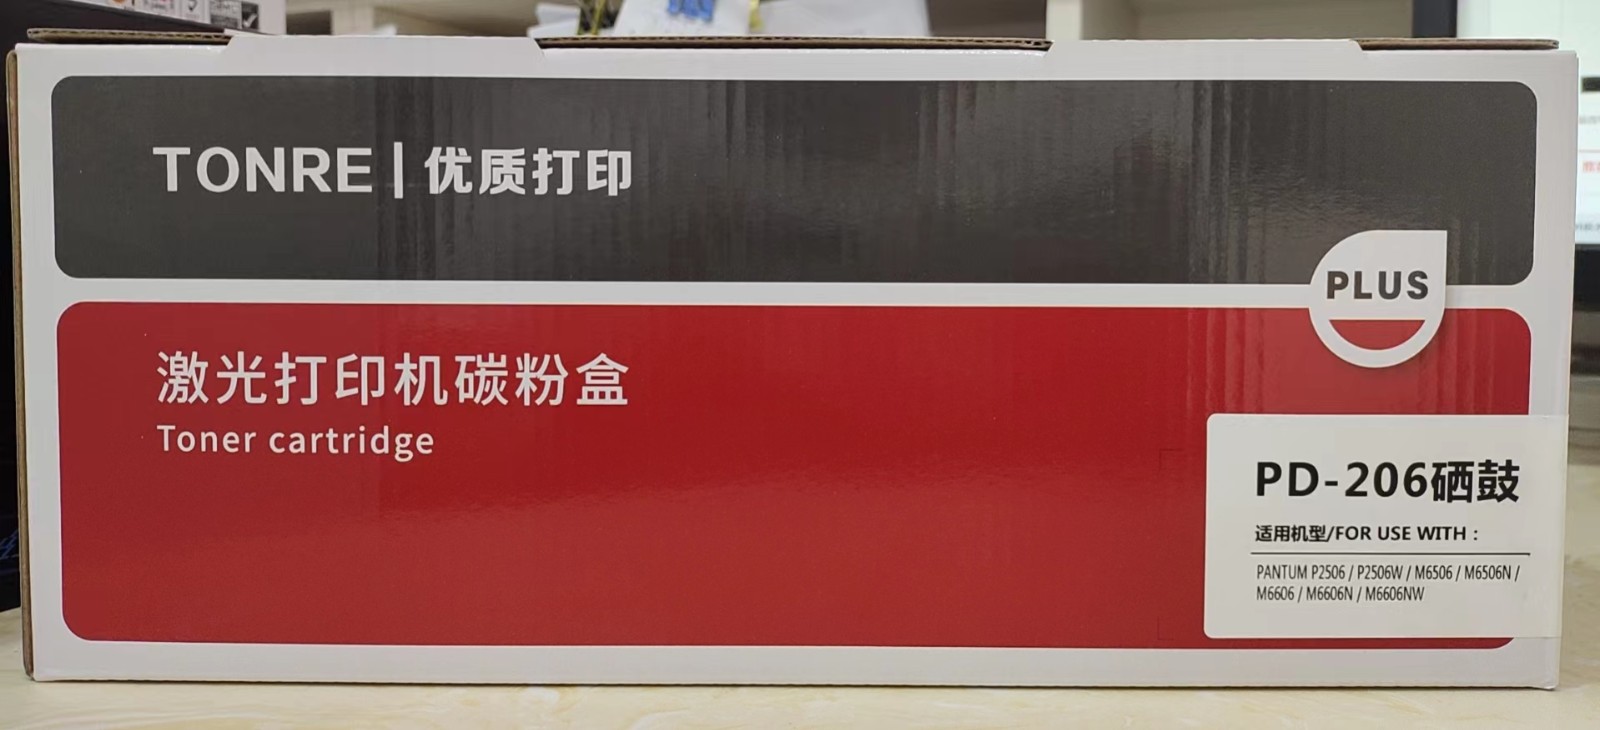 TONRE | 优质打印
PLUS
激光打印机碳粉盒
Toner cartridge
PD-206硒鼓
适用机型/FOR USE WITH：
PANTUM P2506 / P2506W / M6506 / M6506N /
M6606 / M6606N / M6606NW